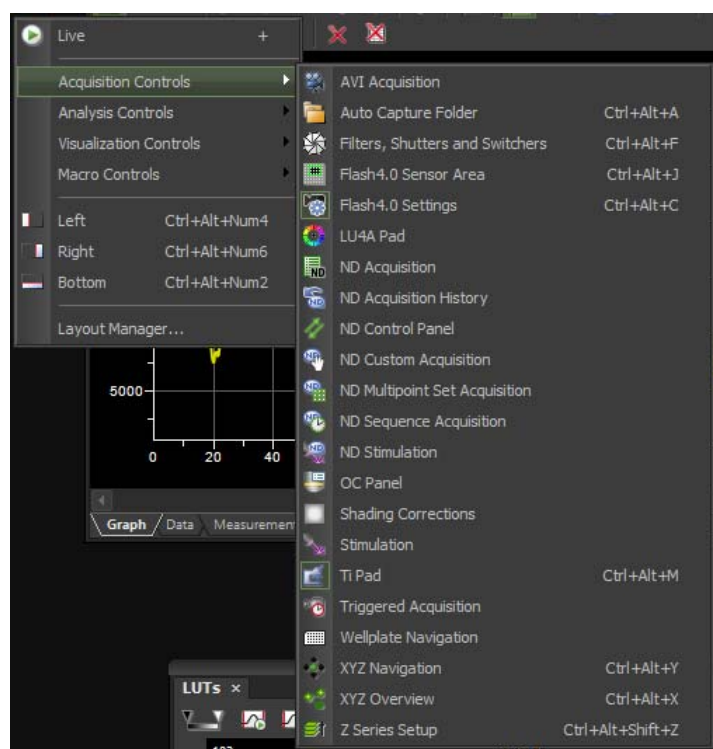 Live +
Acquisition Controls
Analysis Controls
Visualization Controls
Macro Controls
Left Ctrl+Alt+Num4
Right Ctrl+Alt+Num6
Bottom Ctrl+Alt+Num2
Layout Manager...
AVI Acquisition
Auto Capture Folder Ctrl+Alt+A
Filters, Shutters and Switchers Ctrl+Alt+F
Flash4.0 Sensor Area Ctrl+Alt+J
Flash4.0 Settings Ctrl+Alt+C
LU4A Pad
ND Acquisition
ND Acquisition History
ND Control Panel
ND Custom Acquisition
ND Multipoint Set Acquisition
ND Sequence Acquisition
ND Stimulation
OC Panel
Shading Corrections
Stimulation
Ti Pad Ctrl+Alt+M
Triggered Acquisition
Wellplate Navigation
XYZ Navigation Ctrl+Alt+Y
XYZ Overview Ctrl+Alt+X
Z Series Setup Ctrl+Alt+Shift+Z
5000
0 20 40
Graph Data Measurement
LUTs ×